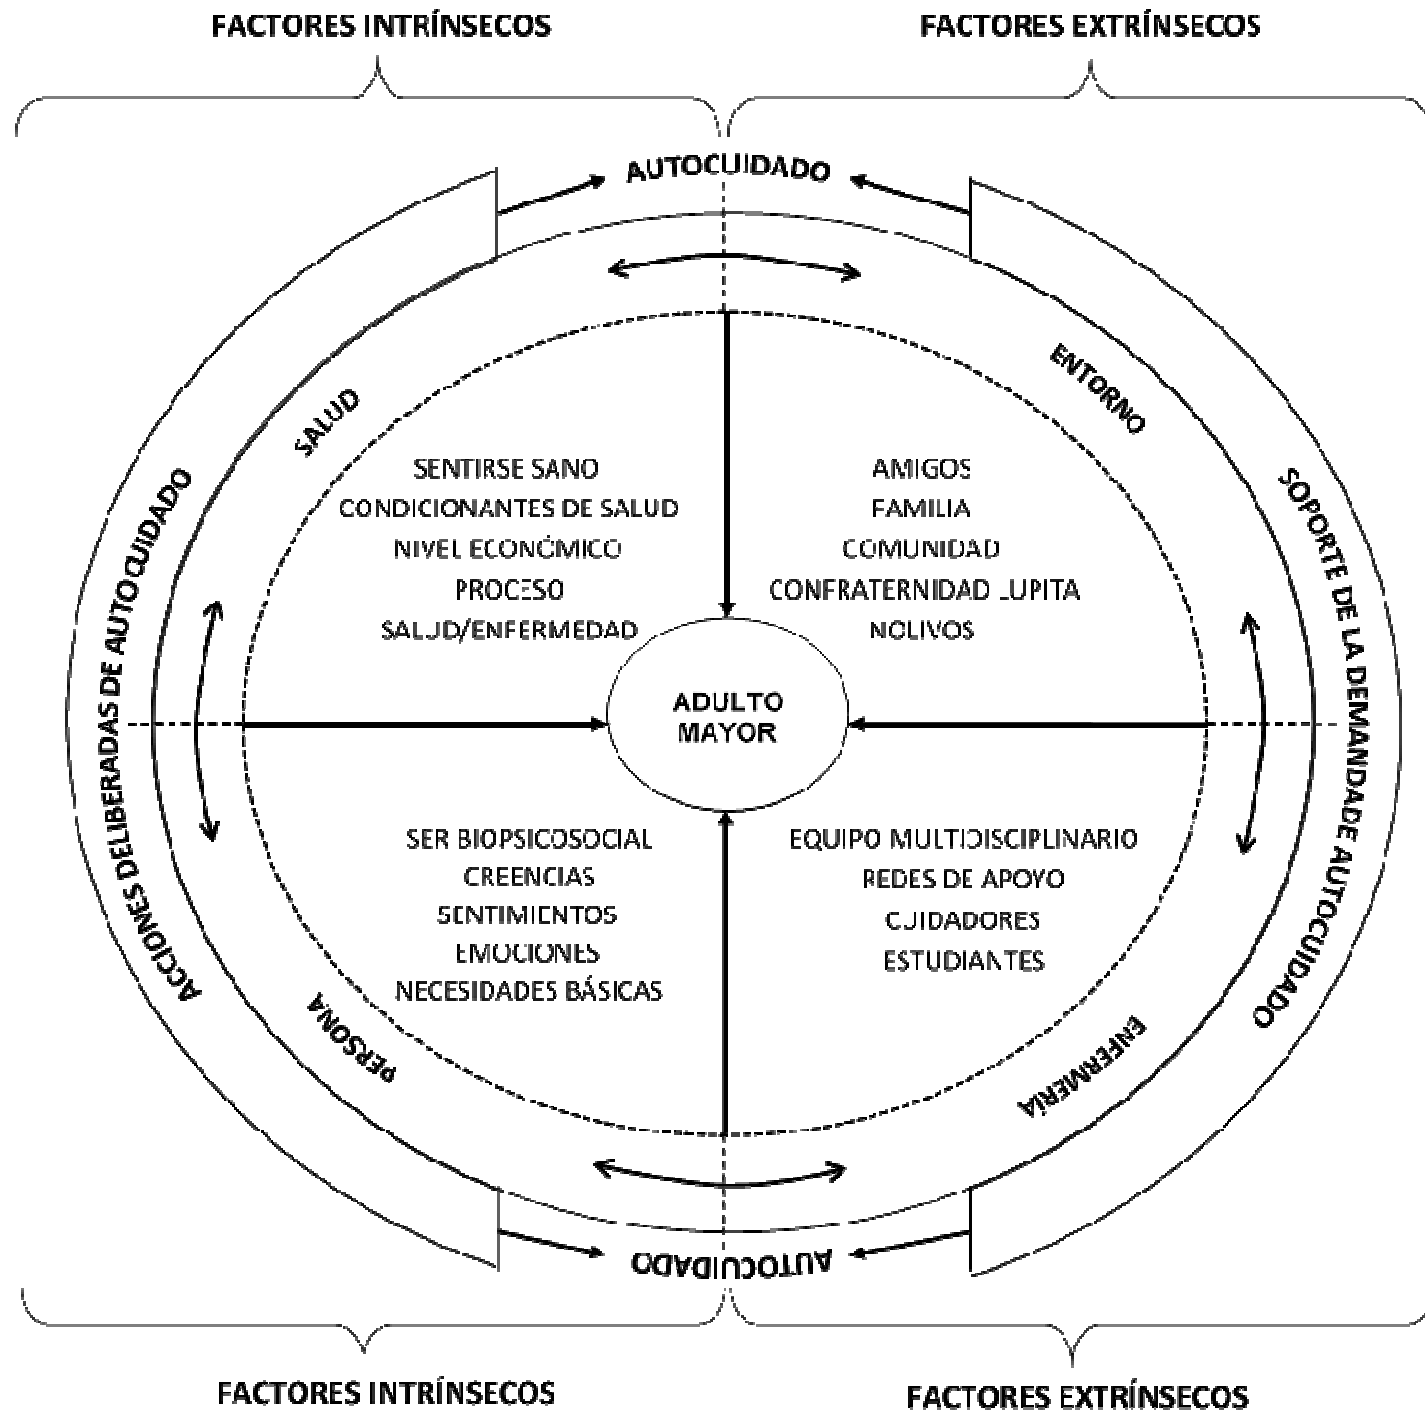 FACTORES INTRÍNSECOS
FACTORES EXTRÍNSECOS
AUTOCUIDADO
SALUD
ENTORNO
ACCIONES DELIBERADAS DE AUTOCUIDADO
SOPORTE DE LA DEMANDA DE AUTOCUIDADO
SENTIRSE SANO
CONDICIONANTES DE SALUD
NIVEL ECONÓMICO
PROCESO
SALUD/ENFERMEDAD
AMIGOS
FAMILIA
COMUNIDAD
CONFRATERNIDAD LUPITA
NOLIVOS
ADULTO
MAYOR
SER BIOPSICOSOCIAL
CREENCIAS
SENTIMIENTOS
EMOCIONES
NECESIDADES BÁSICAS
EQUIPO MULTIDISCIPLINARIO
REDES DE APOYO
CUIDADORES
ESTUDIANTES
PERSONA
ENFERMERÍA
AUTOCUIDADO
FACTORES INTRÍNSECOS
FACTORES EXTRÍNSECOS